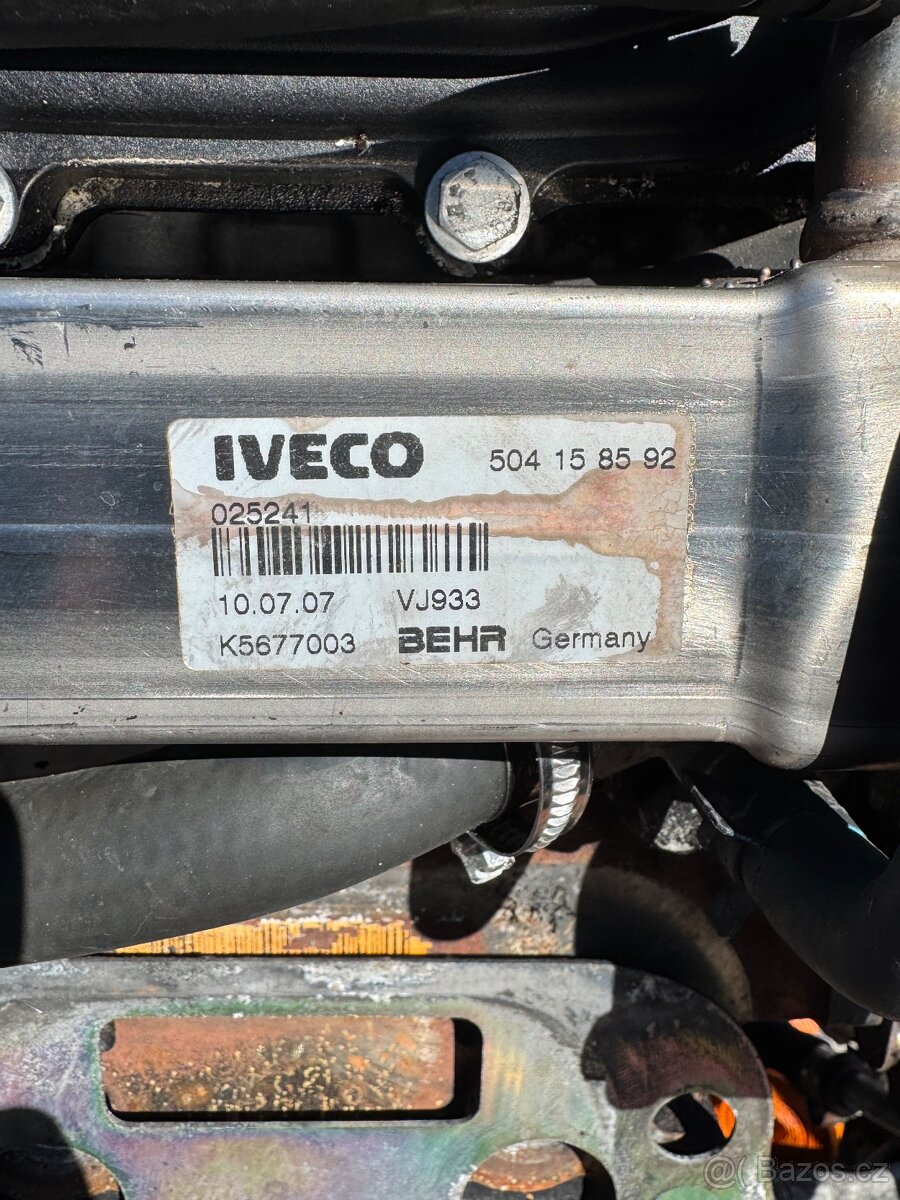 IVECO 504 15 85 92
025241
10.07.07 VJ933
K5677003 BEHR Germany
@ Bazos.cz